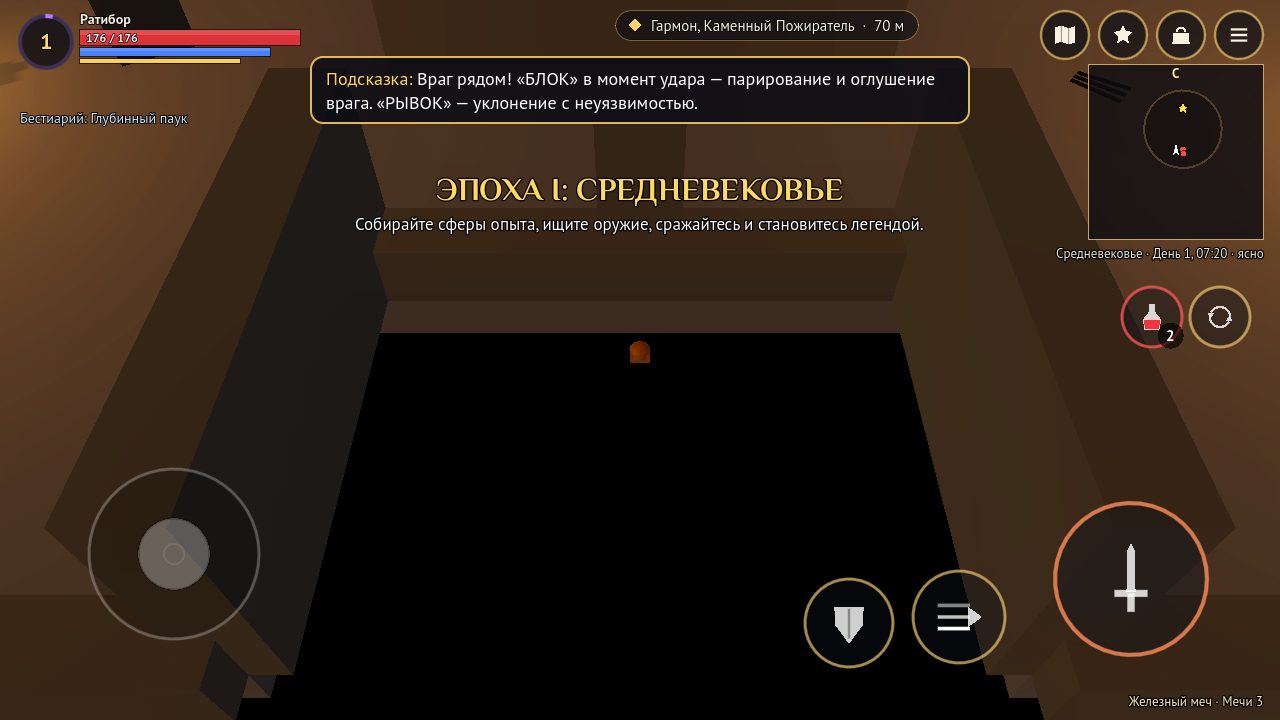 Ратибор
1
176 / 176
Гармон, Каменный Пожиратель · 70 м
Подсказка: Враг рядом! «БЛОК» в момент удара — парирование и оглушение
врага. «РЫВОК» — уклонение с неуязвимостью.
С
Бестиарий: Глубинный паук
ЭПОХА I: СРЕДНЕВЕКОВЬЕ
Собирайте сферы опыта, ищите оружие, сражайтесь и становитесь легендой.
Средневековье · День 1, 07:20 · ясно
2
Железный меч · Мечи 3